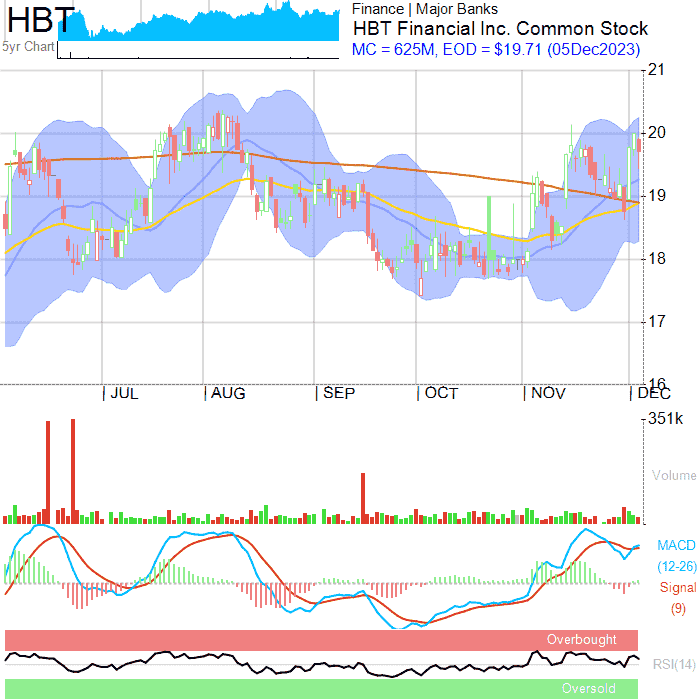 HBT
5yr Chart
Finance | Major Banks
HBT Financial Inc. Common Stock
MC = 625M, EOD = $19.71 (05Dec2023)
21
20
19
18
17
16
| JUL | AUG | SEP | OCT | NOV | DEC
351k
Volume
MACD
(12-26)
Signal
(9)
Overbought
RSI(14)
Oversold